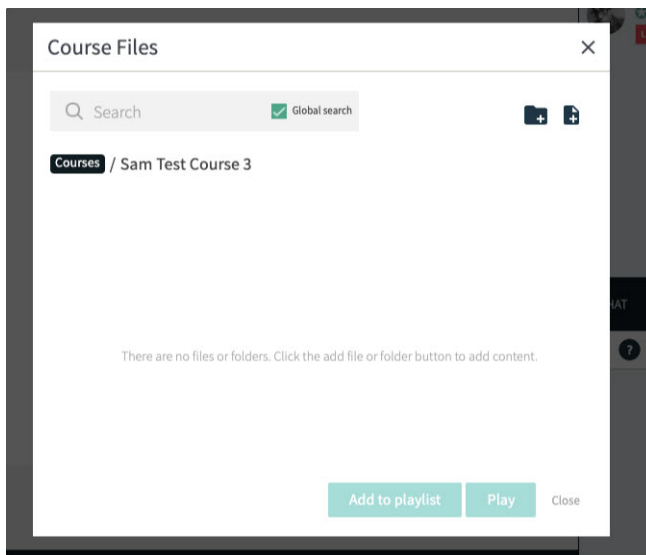 Course Files
Search
Global search
Courses / Sam Test Course 3
HAT
?
There are no files or folders. Click the add file or folder button to add content.
Add to playlist
Play
Close